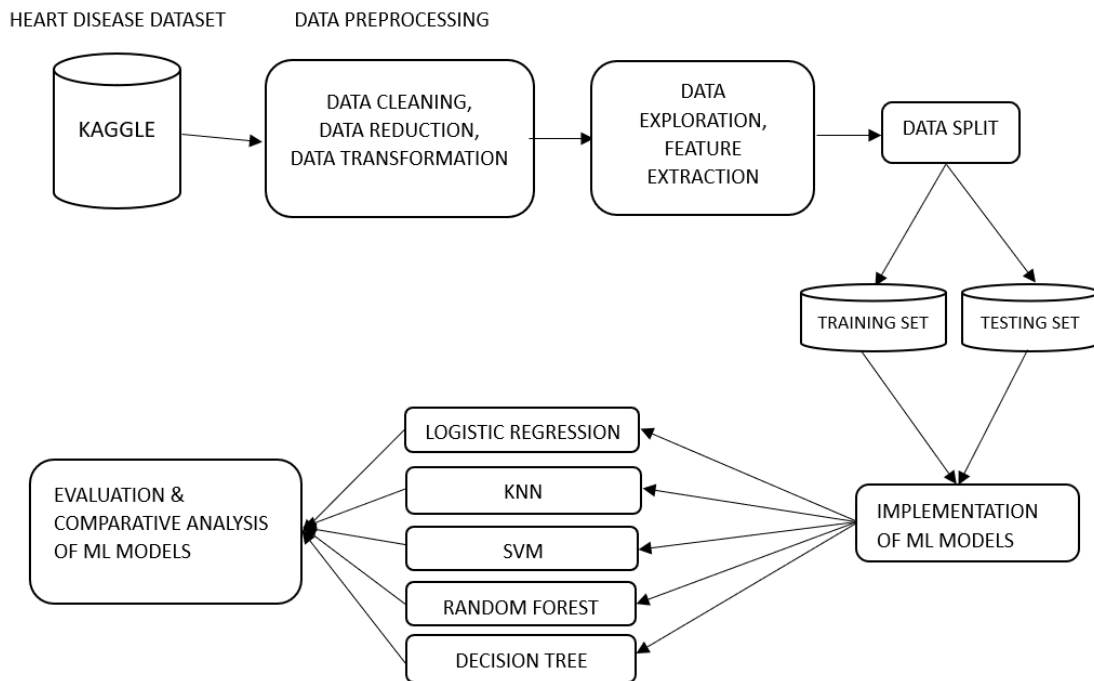 HEART DISEASE DATASET
DATA PREPROCESSING
KAGGLE
DATA CLEANING,
DATA REDUCTION,
DATA TRANSFORMATION
DATA
EXPLORATION,
FEATURE
EXTRACTION
DATA SPLIT
TRAINING SET
TESTING SET
IMPLEMENTATION
OF ML MODELS
LOGISTIC REGRESSION
KNN
SVM
RANDOM FOREST
DECISION TREE
EVALUATION &
COMPARATIVE ANALYSIS
OF ML MODELS